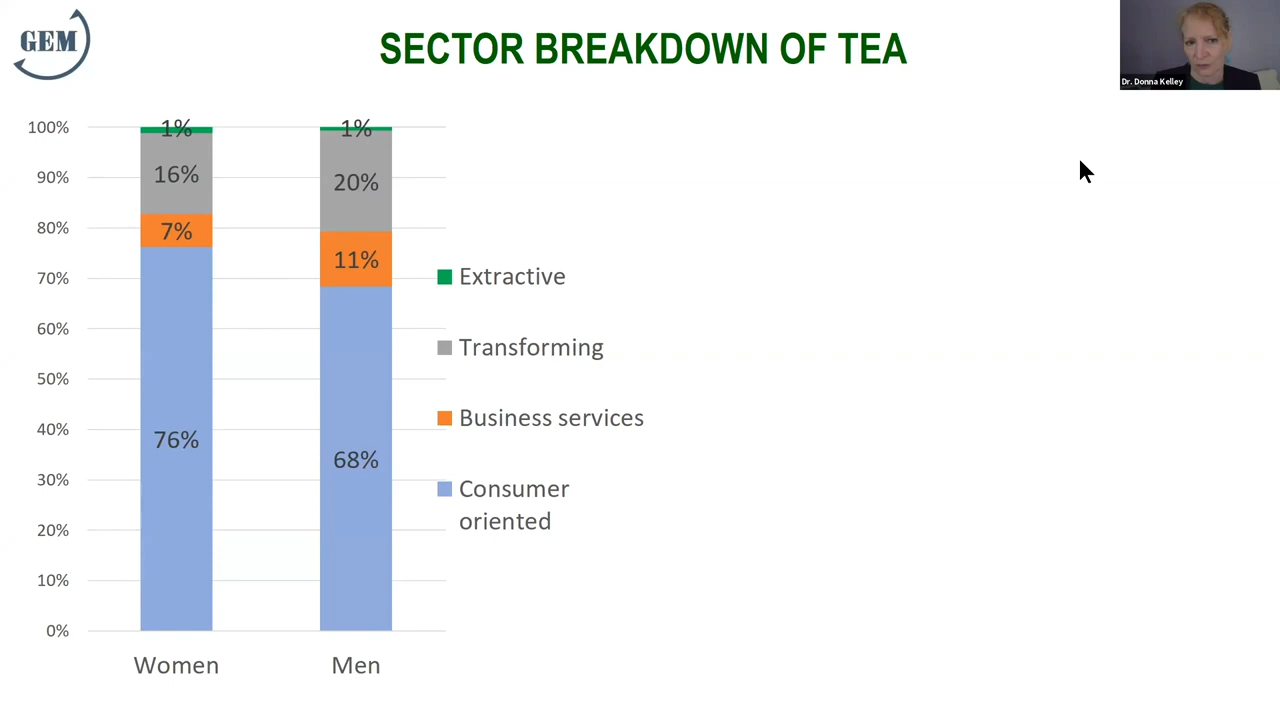 GEM
SECTOR BREAKDOWN OF TEA
Dr. Donna Kelley
100%
90%
80%
70%
60%
50%
40%
30%
20%
10%
0%
1%
16%
7%
76%
1%
20%
11%
68%
Women
Men
Extractive
Transforming
Business services
Consumer
oriented